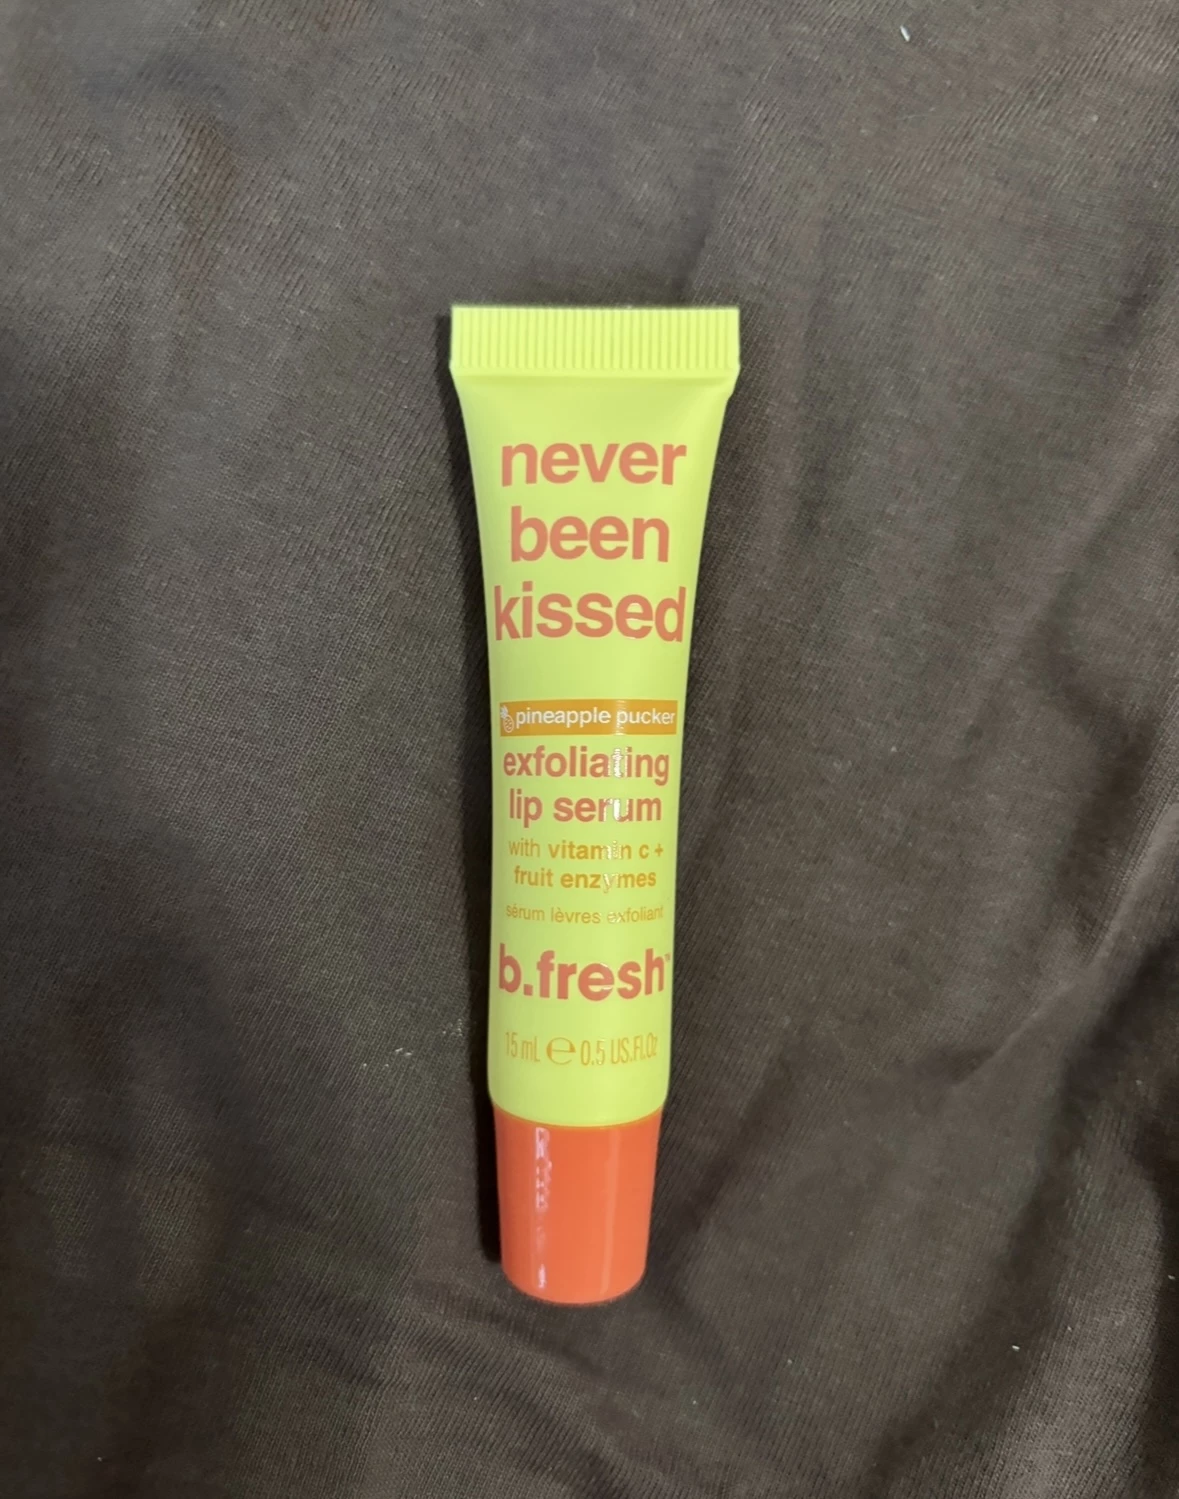 never
been
kissed
pineapple pucker
exfoliating
lip serum
with vitamin c +
fruit enzymes
sérum lèvres exfoliant
b.fresh™
15 mL ℮ 0.5 US.Fl.Oz